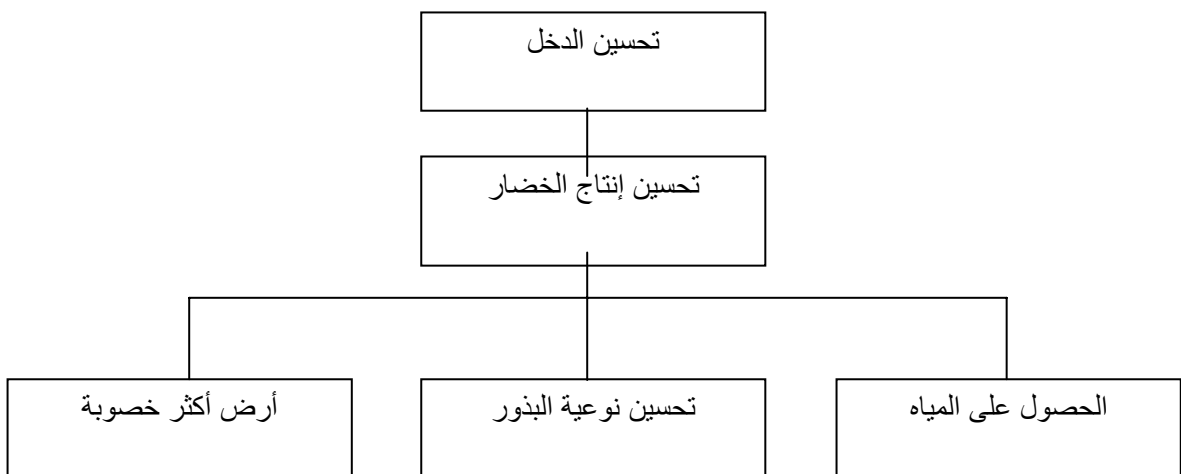 تحسين الدخل
تحسين إنتاج الخضار
الحصول على المياه
تحسين نوعية البذور
أرض أكثر خصوبة